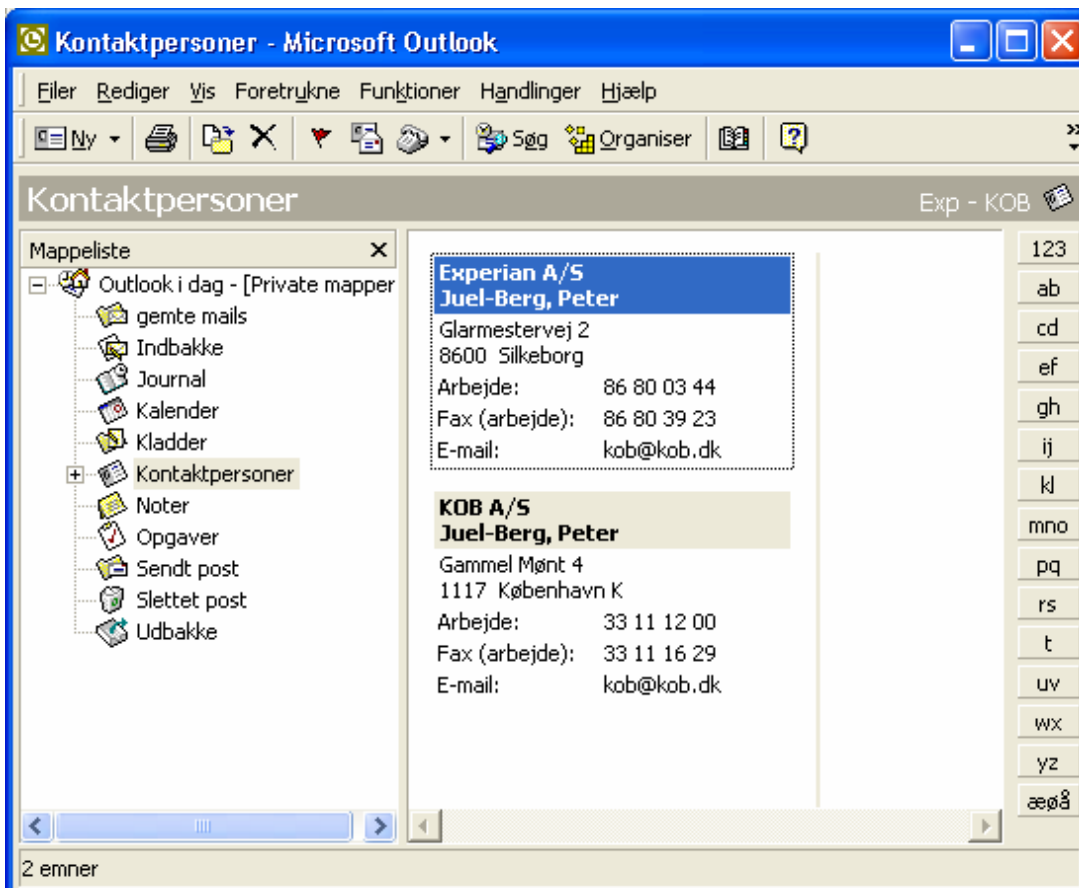 Kontaktpersoner - Microsoft Outlook
Filer Rediger Vis Foretrukne Funktioner Handlinger Hjælp
Ny Søg Organiser
Kontaktpersoner Exp - KOB
Mappeliste
Outlook i dag - [Private mapper
gemte mails
Indbakke
Journal
Kalender
Kladder
Kontaktpersoner
Noter
Opgaver
Sendt post
Slettet post
Udbakke
Experian A/S
Juel-Berg, Peter
Glarmestervej 2
8600 Silkeborg
Arbejde: 86 80 03 44
Fax (arbejde): 86 80 39 23
E-mail: kob@kob.dk
KOB A/S
Juel-Berg, Peter
Gammel Mønt 4
1117 København K
Arbejde: 33 11 12 00
Fax (arbejde): 33 11 16 29
E-mail: kob@kob.dk
123
ab
cd
ef
gh
ij
kl
mno
pq
rs
t
uv
wx
yz
æøå
2 emner